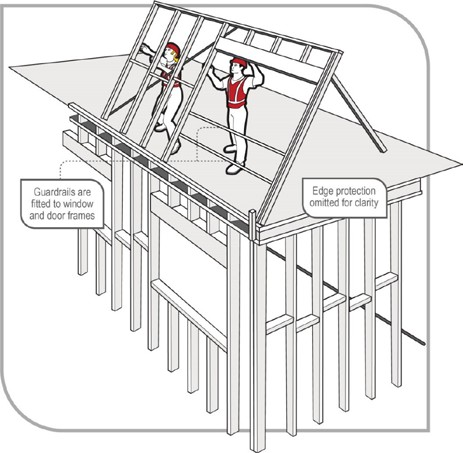 Guardrails are
fitted to window
and door frames
Edge protection
omitted for clarity